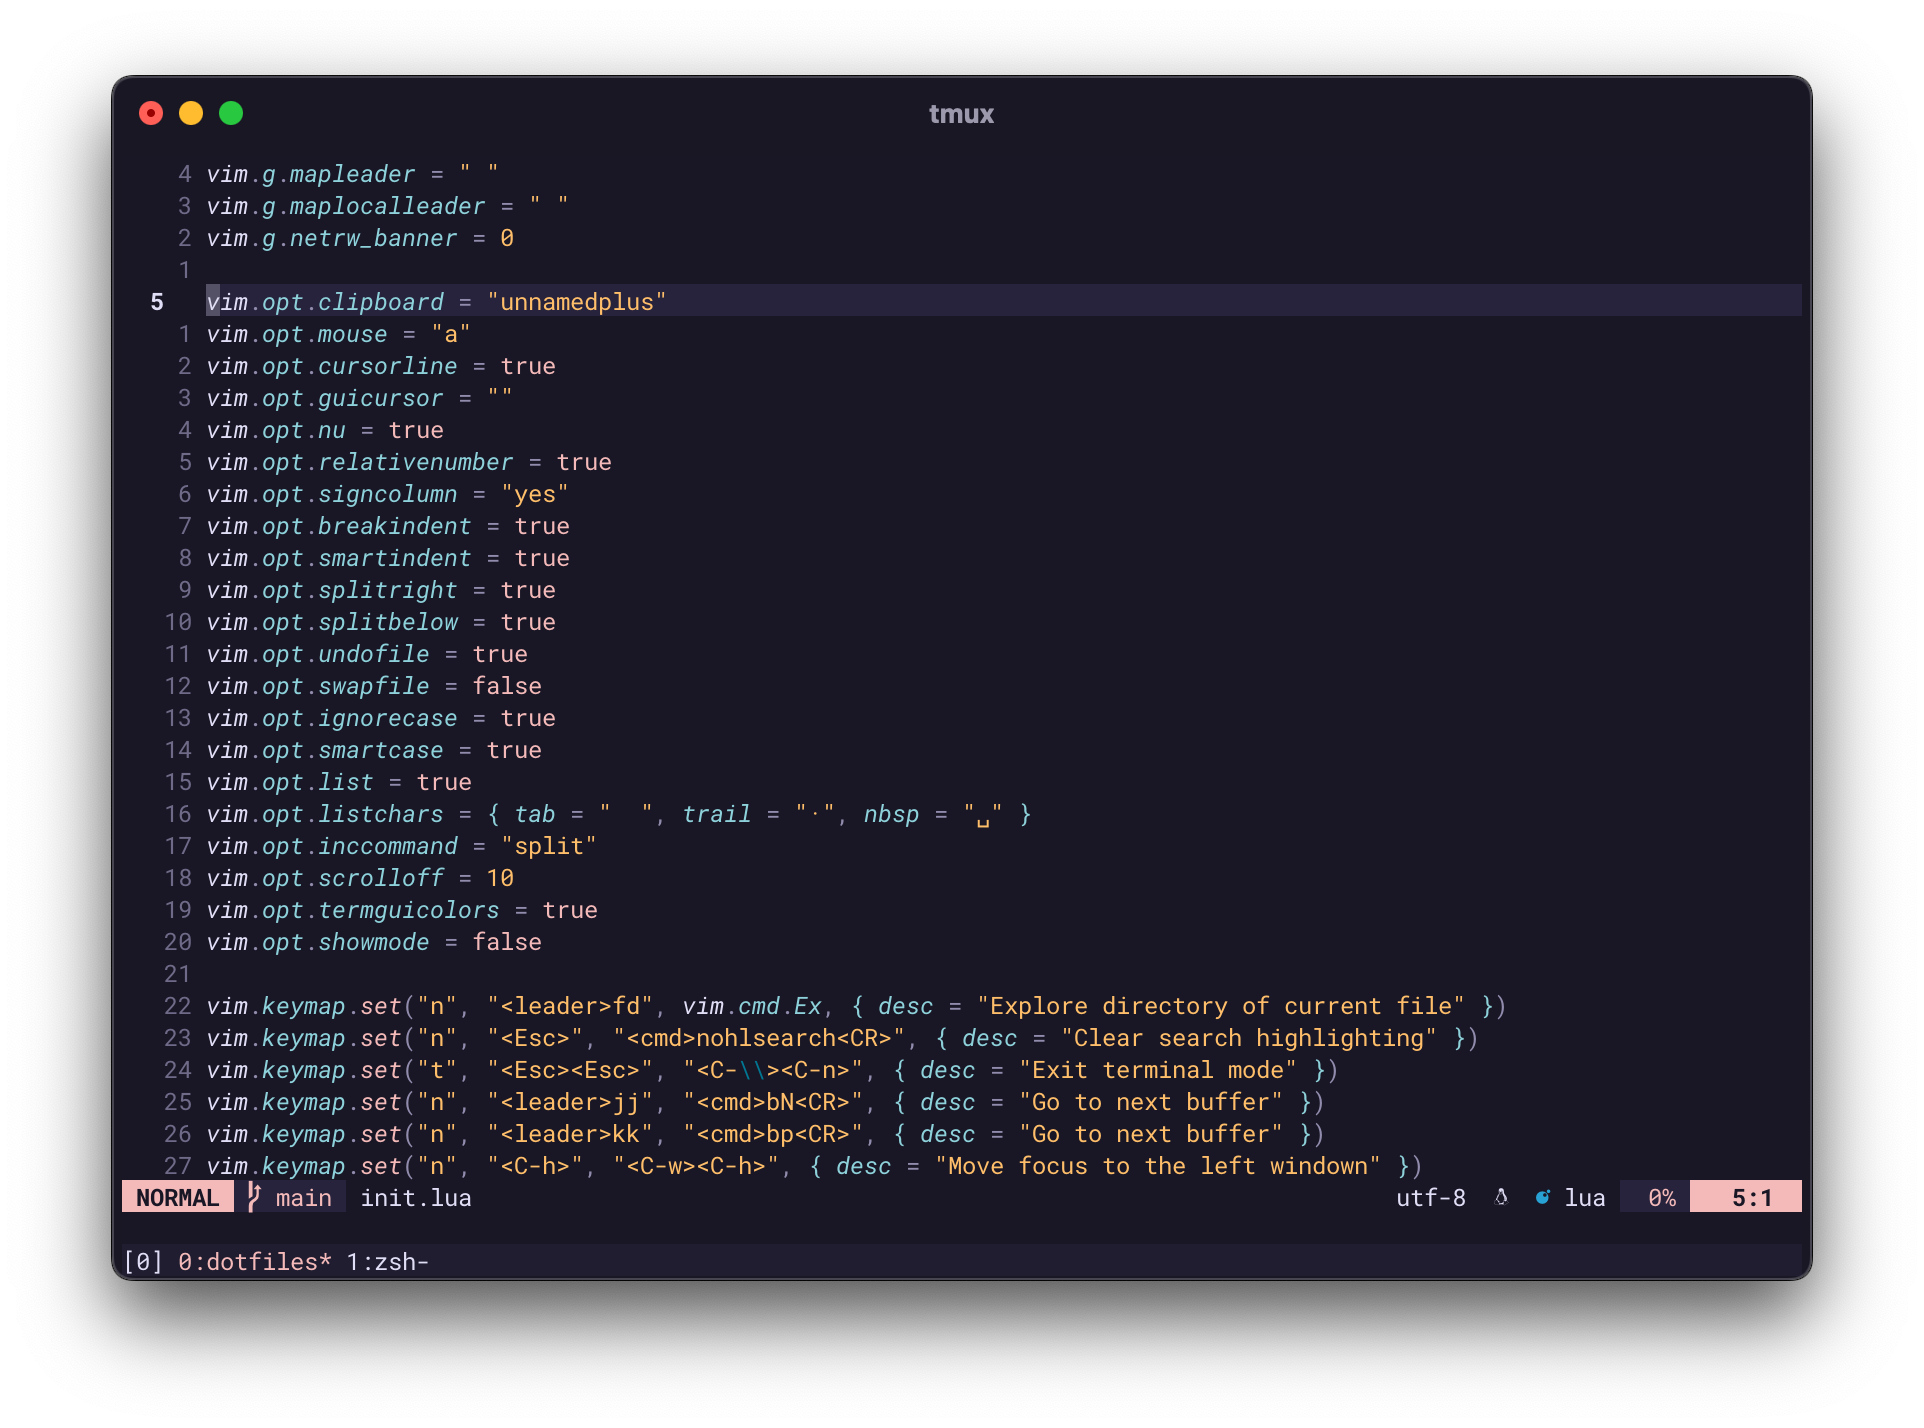 tmux
4 vim.g.mapleader = " "
3 vim.g.maplocalleader = " "
2 vim.g.netrw_banner = 0
1
5 vim.opt.clipboard = "unnamedplus"
1 vim.opt.mouse = "a"
2 vim.opt.cursorline = true
3 vim.opt.guicursor = ""
4 vim.opt.nu = true
5 vim.opt.relativenumber = true
6 vim.opt.signcolumn = "yes"
7 vim.opt.breakindent = true
8 vim.opt.smartindent = true
9 vim.opt.splitright = true
10 vim.opt.splitbelow = true
11 vim.opt.undofile = true
12 vim.opt.swapfile = false
13 vim.opt.ignorecase = true
14 vim.opt.smartcase = true
15 vim.opt.list = true
16 vim.opt.listchars = { tab = "  ", trail = "·", nbsp = "␣" }
17 vim.opt.inccommand = "split"
18 vim.opt.scrolloff = 10
19 vim.opt.termguicolors = true
20 vim.opt.showmode = false
21
22 vim.keymap.set("n", "<leader>fd", vim.cmd.Ex, { desc = "Explore directory of current file" })
23 vim.keymap.set("n", "<Esc>", "<cmd>nohlsearch<CR>", { desc = "Clear search highlighting" })
24 vim.keymap.set("t", "<Esc><Esc>", "<C-\\><C-n>", { desc = "Exit terminal mode" })
25 vim.keymap.set("n", "<leader>jj", "<cmd>bN<CR>", { desc = "Go to next buffer" })
26 vim.keymap.set("n", "<leader>kk", "<cmd>bp<CR>", { desc = "Go to next buffer" })
27 vim.keymap.set("n", "<C-h>", "<C-w><C-h>", { desc = "Move focus to the left windown" })
NORMAL main init.lua utf-8 lua 0% 5:1
[0] 0:dotfiles* 1:zsh-